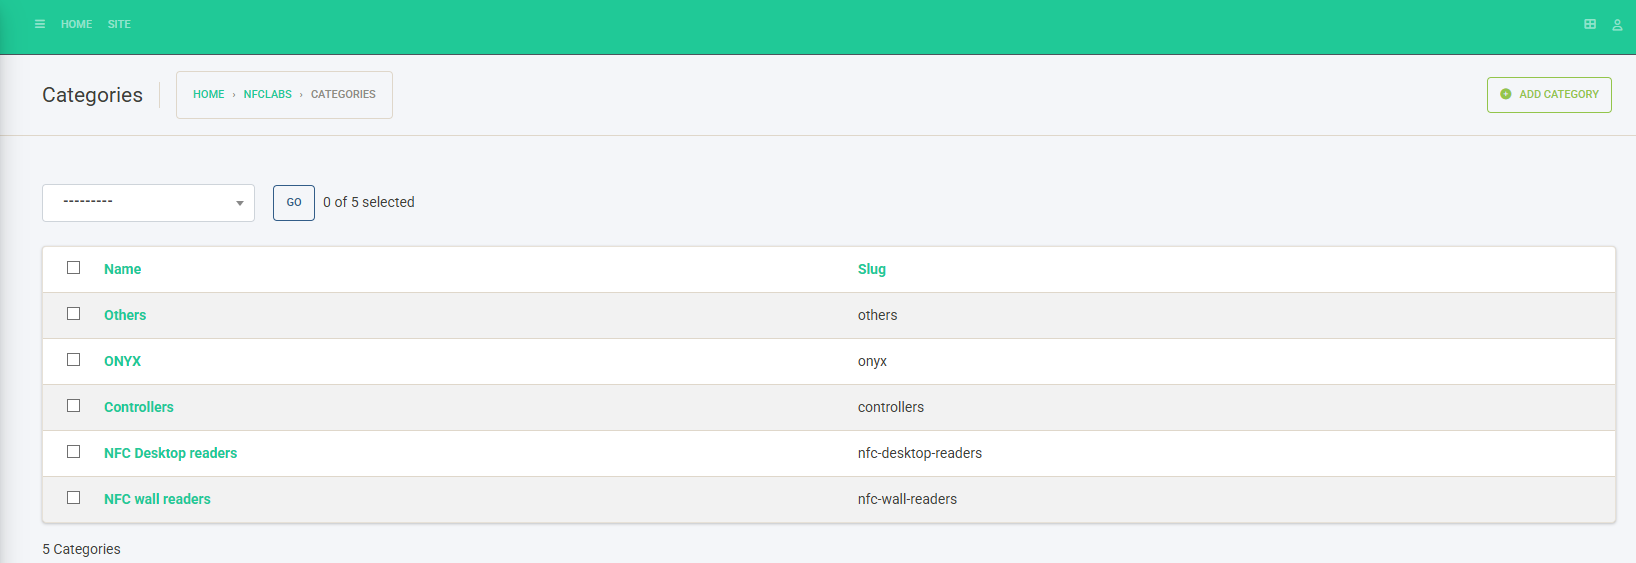 HOME SITE
Categories HOME › NFCLABS › CATEGORIES ADD CATEGORY
--------- GO 0 of 5 selected
Name Slug
Others others
ONYX onyx
Controllers controllers
NFC Desktop readers nfc-desktop-readers
NFC wall readers nfc-wall-readers
5 Categories